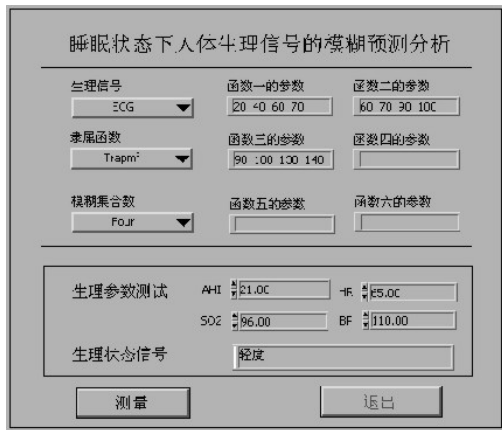 睡眠状态下人体生理信号的模糊预测分析
生理信号 函数一的参数 函数二的参数
ECG 20 40 60 70 60 70 90 100
隶属函数 函数三的参数 函数四的参数
Trapmf 90 100 130 140
模糊集合数 函数五的参数 函数六的参数
Four
生理参数测试 AHI 21.00 HR 65.00
SO2 96.00 BP 110.00
生理状态信号 轻度
测量 退出